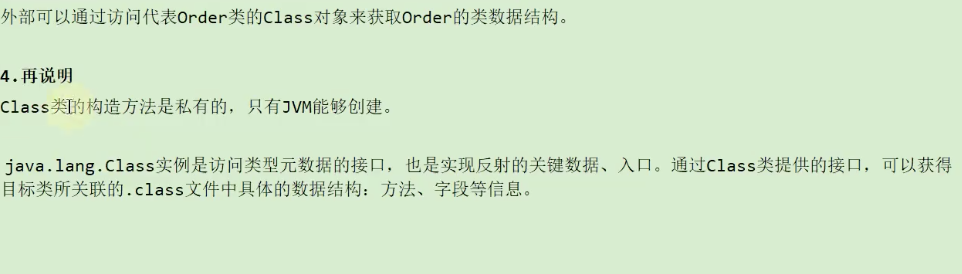 外部可以通过访问代表Order类的Class对象来获取Order的类数据结构。
4.再说明
Class类的构造方法是私有的，只有JVM能够创建。
java.lang.Class实例是访问类型元数据的接口，也是实现反射的关键数据、入口。通过Class类提供的接口，可以获得
目标类所关联的.class文件中具体的数据结构：方法、字段等信息。